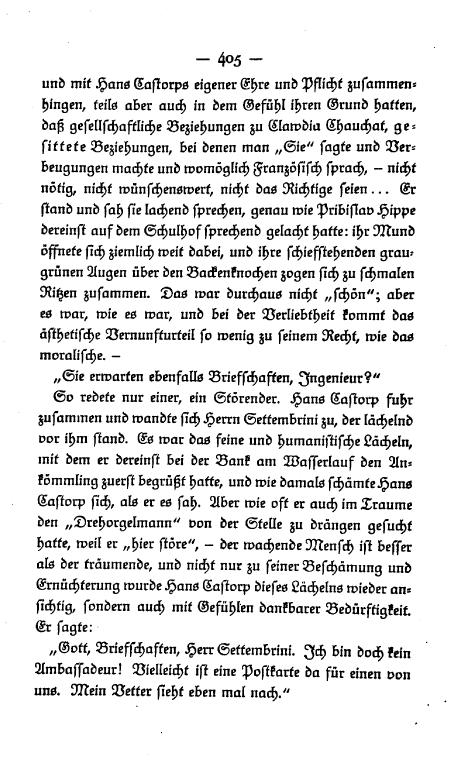 — 405 —
und mit Hans Castorps eigener Ehre und Pflicht zusammen-
hingen, teils aber auch in dem Gefühl ihren Grund hatten,
daß gesellschaftliche Beziehungen zu Clawdia Chauchat, ge-
sittete Beziehungen, bei denen man „Sie“ sagte und Ver-
beugungen machte und womöglich Französisch sprach, – nicht
nötig, nicht wünschenswert, nicht das Richtige seien... Er
stand und sah sie lachend sprechen, genau wie Pribislav Hippe
dereinst auf dem Schulhof sprechend gelacht hatte: ihr Mund
öffnete sich ziemlich weit dabei, und ihre schiefstehenden grau-
grünen Augen über den Backenknochen zogen sich zu schmalen
Ritzen zusammen. Das war durchaus nicht „schön“; aber
es war, wie es war, und bei der Verliebtheit kommt das
ästhetische Vernunfturteil so wenig zu seinem Recht, wie das
moralische. –
„Sie erwarten ebenfalls Briefschaften, Ingenieur?“
So redete nur einer, ein Störender. Hans Castorp fuhr
zusammen und wandte sich Herrn Settembrini zu, der lächelnd
vor ihm stand. Es war das feine und humanistische Lächeln,
mit dem er dereinst bei der Bank am Wasserlauf den An-
kömmling zuerst begrüßt hatte, und wie damals schämte Hans
Castorp sich, als er es sah. Aber wie oft er auch im Traume
den „Drehorgelmann“ von der Stelle zu drängen gesucht
hatte, weil er „hier störe“, – der wachende Mensch ist besser
als der träumende, und nicht nur zu seiner Beschämung und
Ernüchterung wurde Hans Castorp dieses Lächelns wieder an-
sichtig, sondern auch mit Gefühlen dankbarer Bedürftigkeit.
Er sagte:
„Gott, Briefschaften, Herr Settembrini. Ich bin doch kein
Ambassadeur! Vielleicht ist eine Postkarte da für einen von
uns. Mein Vetter sieht eben mal nach.“